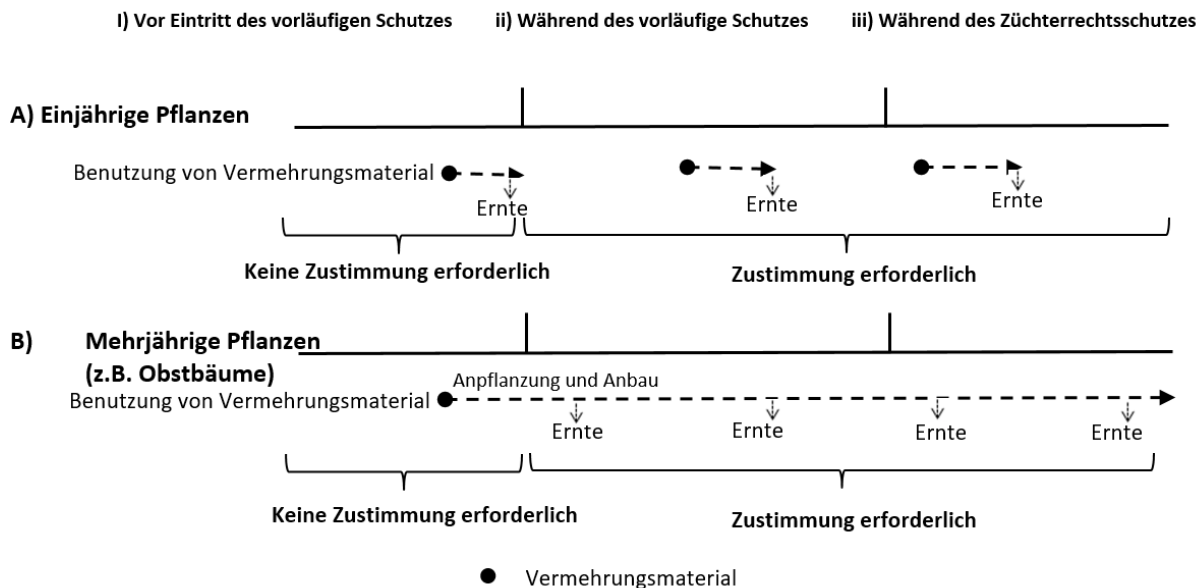 I) Vor Eintritt des vorläufigen Schutzes ii) Während des vorläufige Schutzes iii) Während des Züchterrechtsschutzes
A) Einjährige Pflanzen
Benutzung von Vermehrungsmaterial
Ernte Ernte Ernte
Keine Zustimmung erforderlich Zustimmung erforderlich
B) Mehrjährige Pflanzen
(z.B. Obstbäume)
Anpflanzung und Anbau
Benutzung von Vermehrungsmaterial
Ernte Ernte Ernte Ernte
Keine Zustimmung erforderlich Zustimmung erforderlich
Vermehrungsmaterial